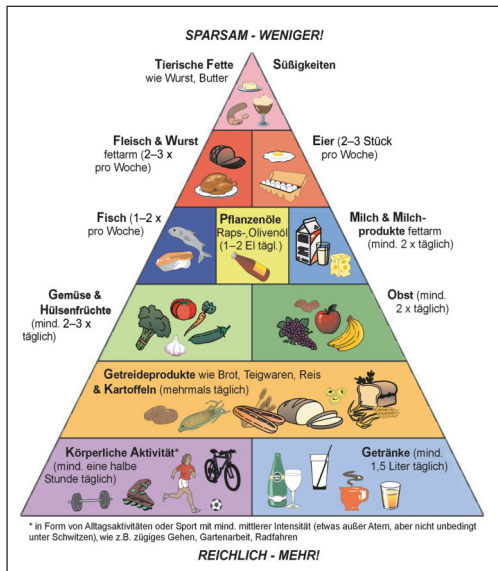 SPARSAM - WENIGER!
Tierische Fette
wie Wurst, Butter
Süßigkeiten
Fleisch & Wurst
fettarm (2–3 x
pro Woche)
Eier (2–3 Stück
pro Woche)
Fisch (1–2 x
pro Woche)
Pflanzenöle
Raps-,Olivenöl
(1–2 El tägl.)
Milch & Milch-
produkte fettarm
(mind. 2 x täglich)
Gemüse &
Hülsenfrüchte
(mind. 2–3 x
täglich)
Obst (mind.
2 x täglich)
Getreideprodukte wie Brot, Teigwaren, Reis
& Kartoffeln (mehrmals täglich)
Körperliche Aktivität*
(mind. eine halbe
Stunde täglich)
Getränke (mind.
1,5 Liter täglich)
* in Form von Alltagsaktivitäten oder Sport mit mind. mittlerer Intensität (etwas außer Atem, aber nicht unbedingt
unter Schwitzen), wie z.B. zügiges Gehen, Gartenarbeit, Radfahren
REICHLICH - MEHR!